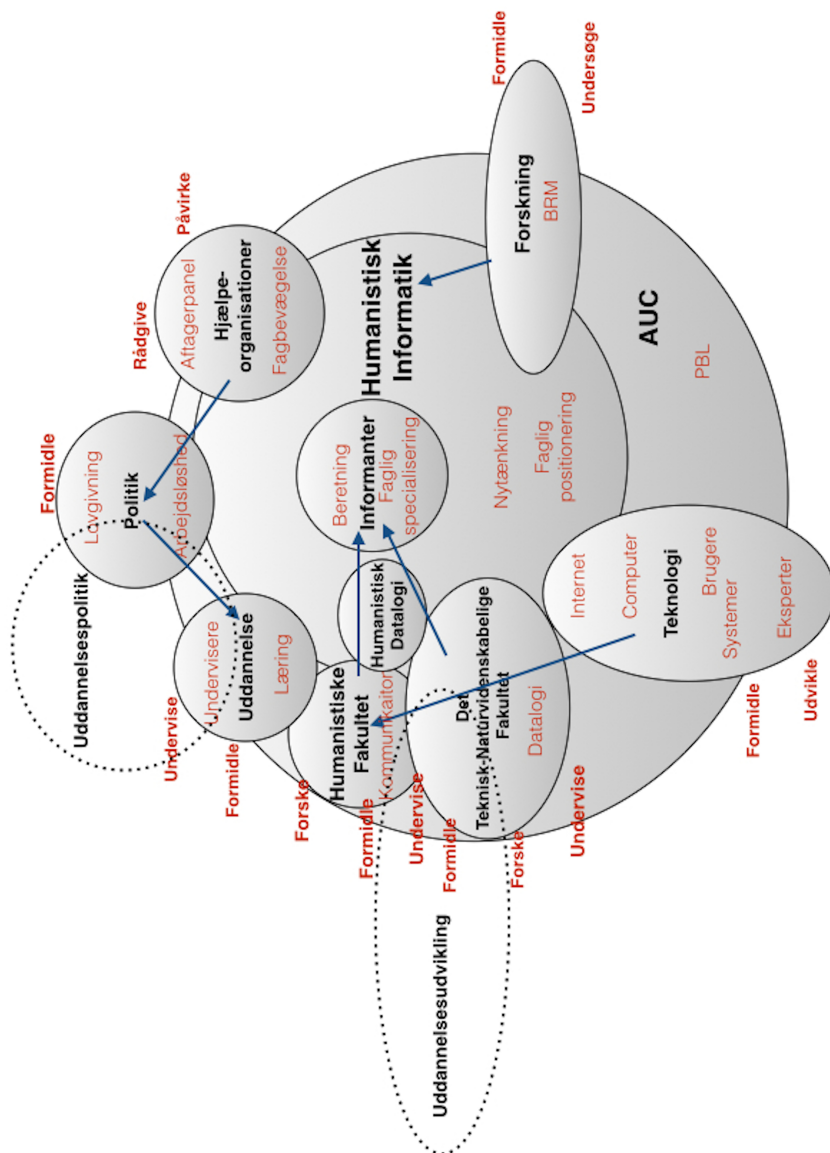 Uddannelsesudvikling
Uddannelsespolitik
Formidle
Politik
Lovgivning
Arbejdsløshed
Rådgive
Påvirke
Aftagerpanel
Hjælpe-
organisationer
Fagbevægelse
Undervise
Formidle
Undervisere
Uddannelse
Læring
Forske
Formidle
Undervise
Humanistiske
Fakultet
Kommunikaiton
Humanistisk
Datalogi
Beretning
Informanter
Faglig
specialisering
Humanistisk
Informatik
Nytænkning
Faglig
positionering
Formidle
Forske
Undervise
Det
Teknisk-Naturvidenskabelige
Fakultet
Datalogi
Formidle
Undersøge
Forskning
BRM
AUC
PBL
Internet
Computer
Teknologi
Brugere
Systemer
Eksperter
Formidle
Udvikle